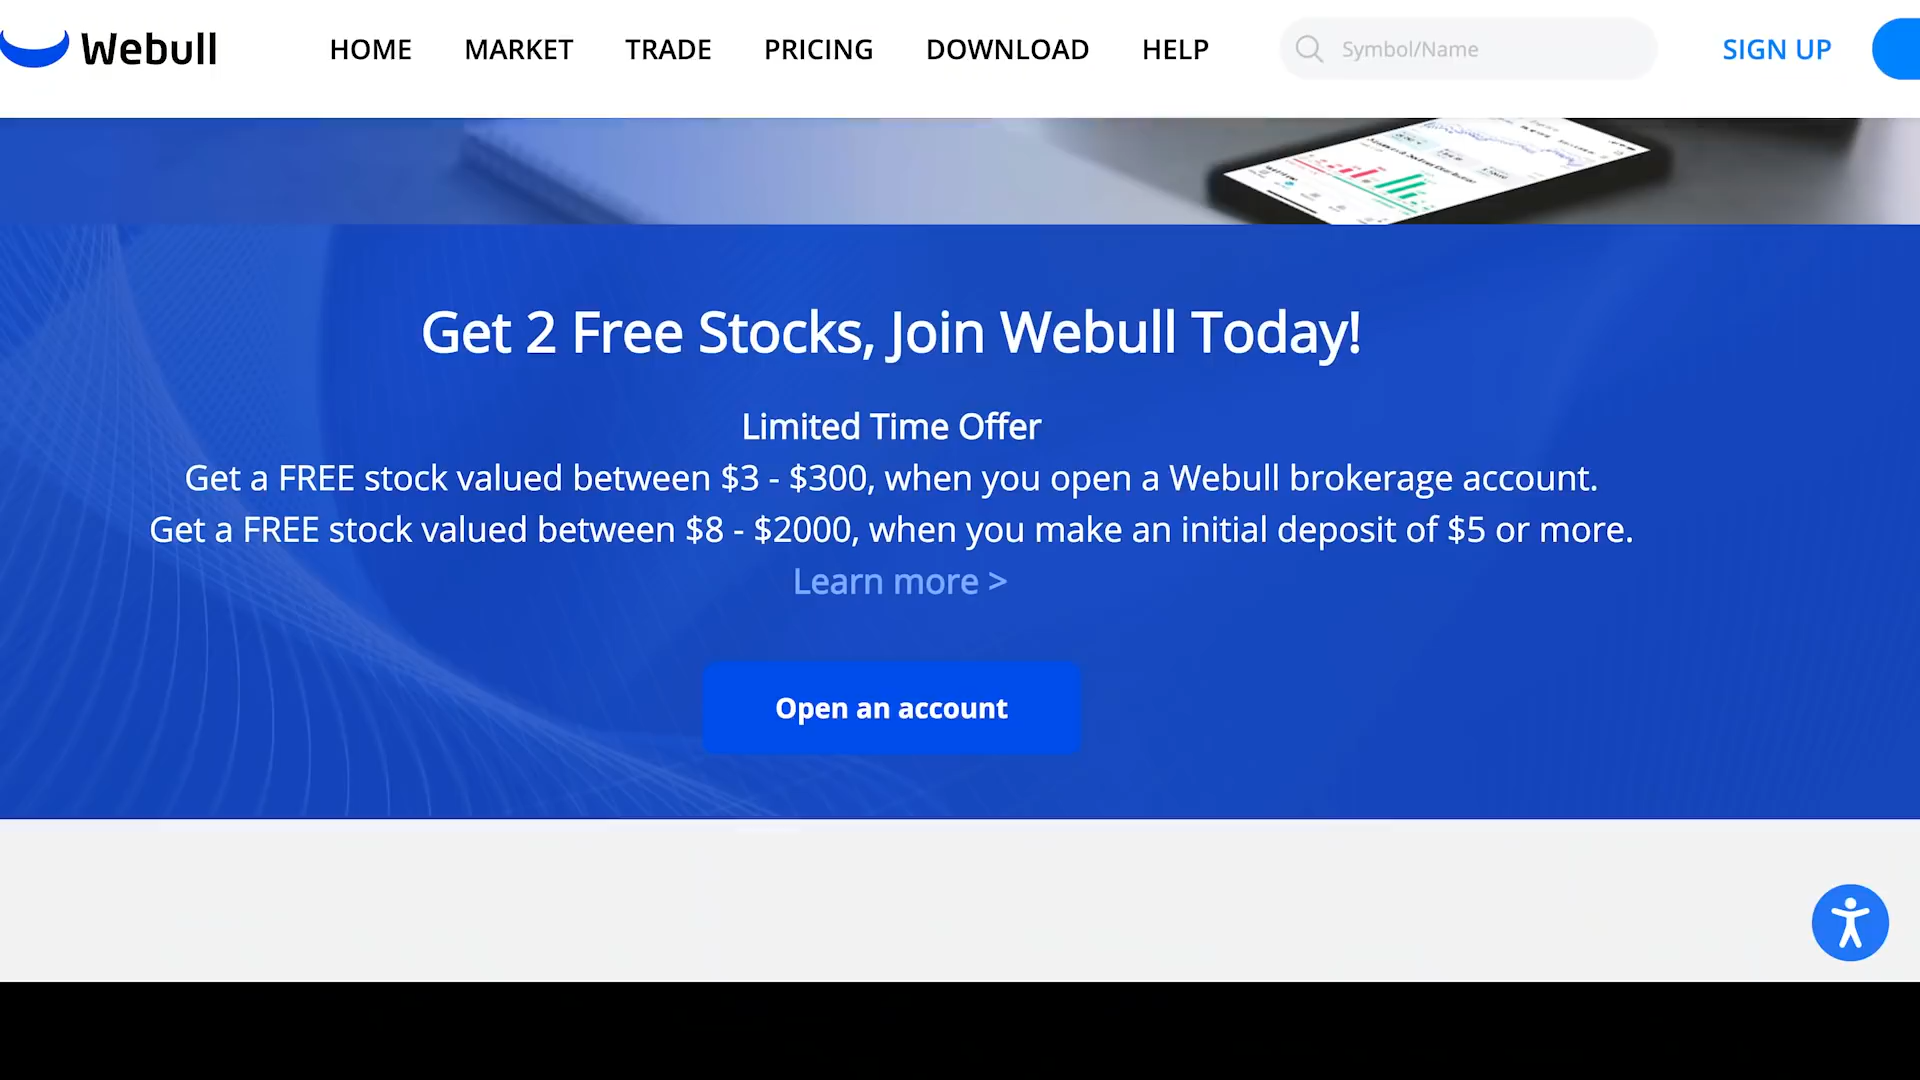 Webull HOME MARKET TRADE PRICING DOWNLOAD HELP Symbol/Name SIGN UP
Get 2 Free Stocks, Join Webull Today!
Limited Time Offer
Get a FREE stock valued between $3 - $300, when you open a Webull brokerage account.
Get a FREE stock valued between $8 - $2000, when you make an initial deposit of $5 or more.
Learn more >
Open an account